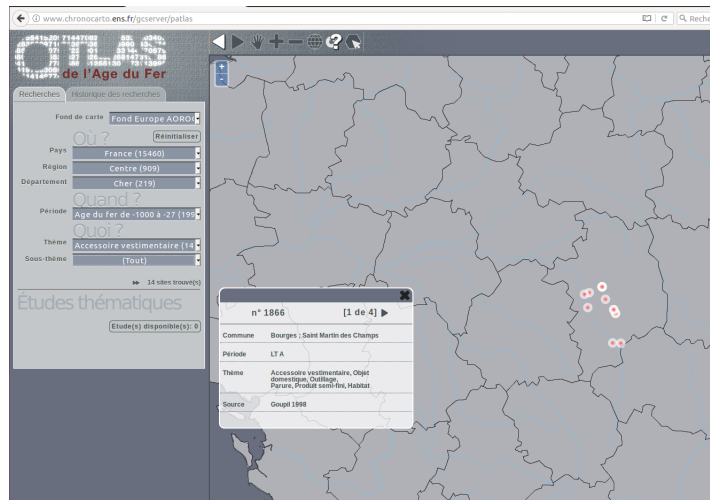 www.chronocarto.ens.fr/gcserver/patlas
Reche
ATLAS
de l'Age du Fer
Recherches
Historique des recherches
Fond de carte
Fond Europe AORO
Où ?
Réinitialiser
Pays
France (15460)
Région
Centre (909)
Département
Cher (219)
Quand ?
Période
Age du fer de -1000 à -27 (199
Quoi ?
Thème
Accessoire vestimentaire (14
Sous-thème
(Tout)
14 sites trouvé(s)
Études thématiques
Etude(s) disponible(s): 0
n° 1866
[1 de 4]
Commune
Bourges ; Saint Martin des Champs
Période
LT A
Thème
Accessoire vestimentaire, Objet
domestique, Outillage,
Parure, Produit semi-fini, Habitat
Source
Goupil 1998